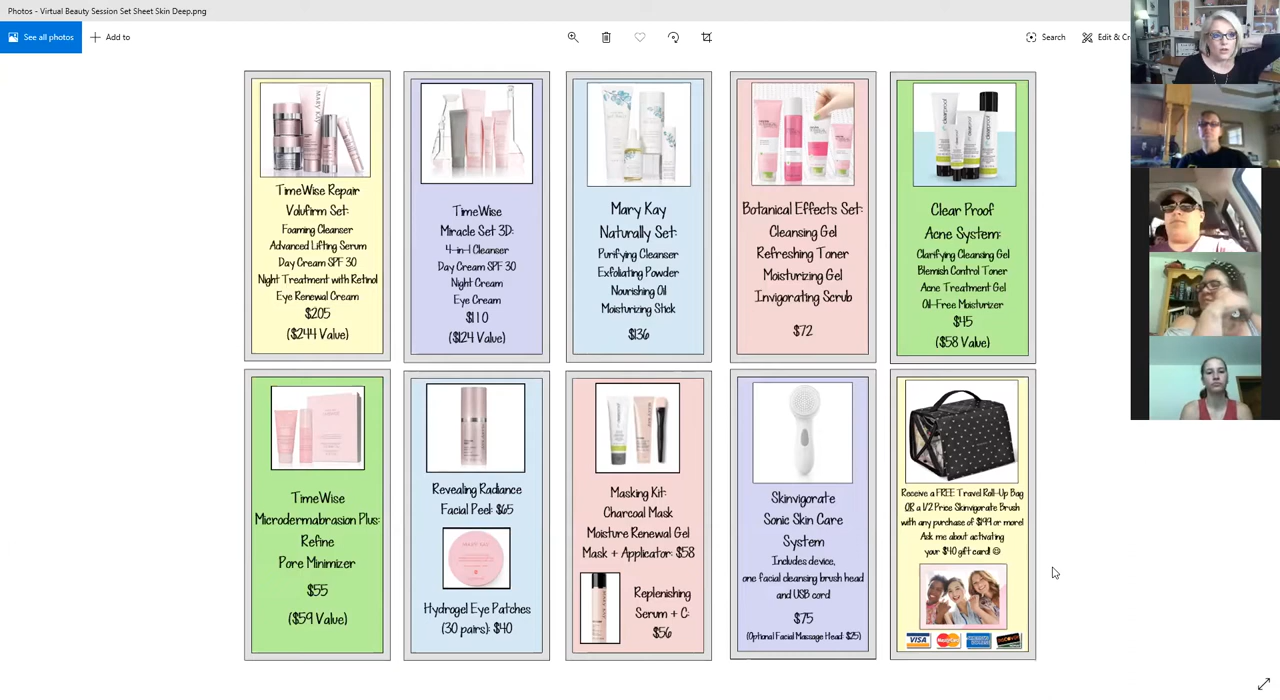 Photos - Virtual Beauty Session Set Sheet Skin Deep.png
See all photos
Add to
Search
Edit & Cr
TimeWise Repair
Volufirm Set:
Foaming Cleanser
Advanced Lifting Serum
Day Cream SPF 30
Night Treatment with Retinol
Eye Renewal Cream
$205
($244 Value)
TimeWise
Miracle Set 3D:
4-in-1 Cleanser
Day Cream SPF 30
Night Cream
Eye Cream
$110
($124 Value)
Mary Kay
Naturally Set:
Purifying Cleanser
Exfoliating Powder
Nourishing Oil
Moisturizing Stick
$136
Botanical Effects Set:
Cleansing Gel
Refreshing Toner
Moisturizing Gel
Invigorating Scrub
$72
Clear Proof
Acne System:
Clarifying Cleansing Gel
Blemish Control Toner
Acne Treatment Gel
Oil-Free Moisturizer
$45
($58 Value)
TimeWise
Microdermabrasion Plus:
Refine
Pore Minimizer
$55
($59 Value)
Revealing Radiance
Facial Peel: $65
MARY KAY
Hydrogel Eye Patches
(30 pairs): $40
Masking Kit:
Charcoal Mask
Moisture Renewal Gel
Mask + Applicator: $58
Replenishing
Serum + C:
$56
Skinvigorate
Sonic Skin Care
System
Includes device,
one facial cleansing brush head
and USB cord
$75
(Optional Facial Massage Head: $25)
Receive a FREE Travel Roll-Up Bag
OR a 1/2 Price Skinvigorate Brush
with any purchase of $199 or more!
Ask me about activating
your $40 gift card! ☺
VISA
MasterCard
DISCOVER